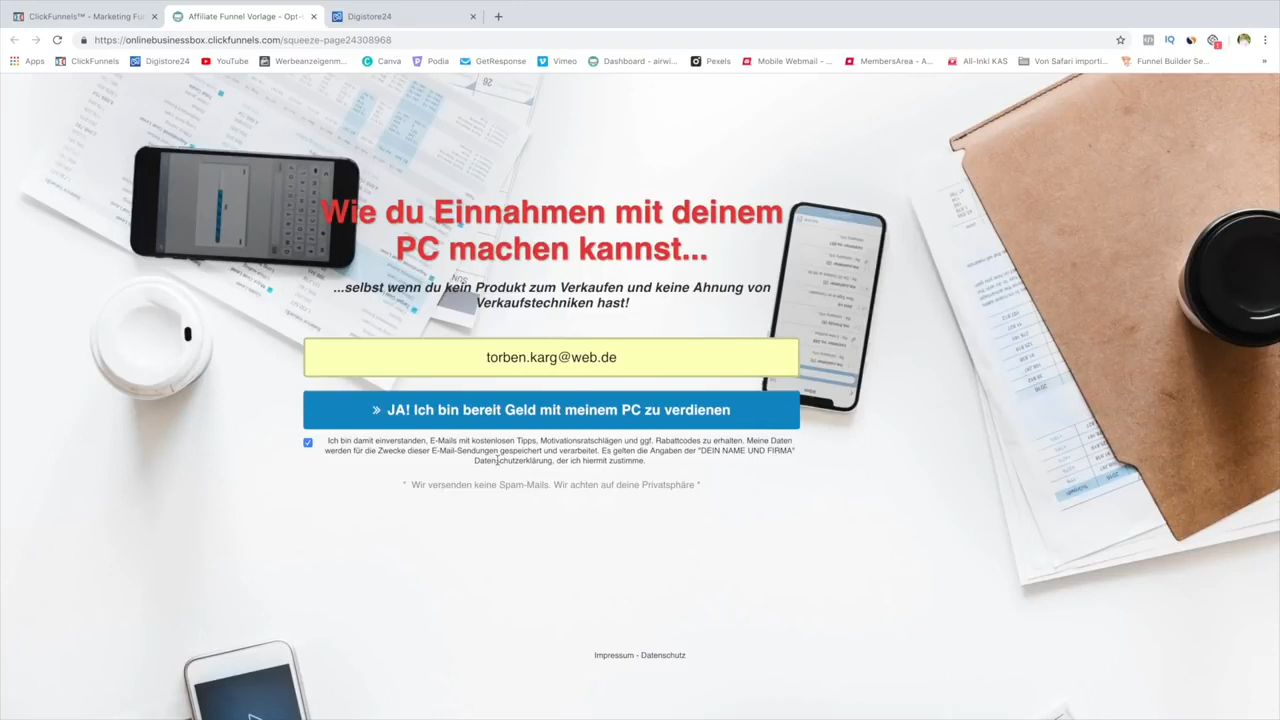 ClickFunnels™ - Marketing Fu
Affiliate Funnel Vorlage - Opt-
Digistore24
https://onlinebusinessbox.clickfunnels.com/squeeze-page24308968
Apps
ClickFunnels
Digistore24
YouTube
Werbeanzeigenm...
Canva
Podia
GetResponse
Vimeo
Dashboard - airwi...
Pexels
Mobile Webmail - ...
MembersArea - A...
All-Inkl KAS
Von Safari importi...
Funnel Builder Se...
Wie du Einnahmen mit deinem
PC machen kannst...
...selbst wenn du kein Produkt zum Verkaufen und keine Ahnung von
Verkaufstechniken hast!
torben.karg@web.de
» JA! Ich bin bereit Geld mit meinem PC zu verdienen
Ich bin damit einverstanden, E-Mails mit kostenlosen Tipps, Motivationsratschlägen und ggf. Rabattcodes zu erhalten. Meine Daten
werden für die Zwecke dieser E-Mail-Sendungen gespeichert und verarbeitet. Es gelten die Angaben der "DEIN NAME UND FIRMA"
Datenschutzerklärung, der ich hiermit zustimme.
* Wir versenden keine Spam-Mails. Wir achten auf deine Privatsphäre *
Impressum - Datenschutz